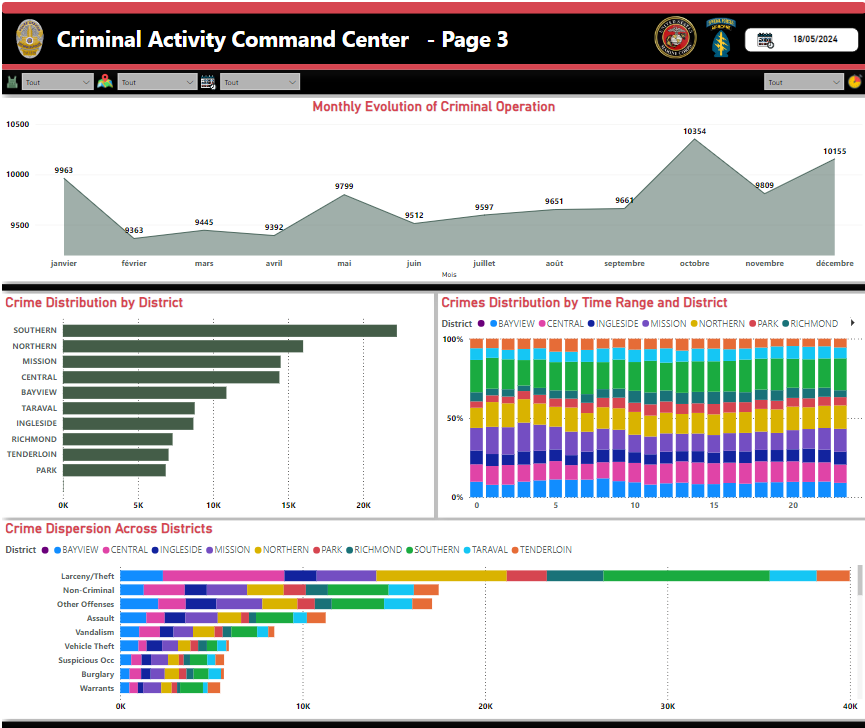 Criminal Activity Command Center - Page 3
18/05/2024
Tout Tout Tout Tout
Monthly Evolution of Criminal Operation
10500
10000
9500
9963 9363 9445 9392 9799 9512 9597 9651 9661 10354 9809 10155
janvier février mars avril mai juin juillet août septembre octobre novembre décembre
Mois
Crime Distribution by District
SOUTHERN
NORTHERN
MISSION
CENTRAL
BAYVIEW
TARAVAL
INGLESIDE
RICHMOND
TENDERLOIN
PARK
0K 5K 10K 15K 20K
Crimes Distribution by Time Range and District
District BAYVIEW CENTRAL INGLESIDE MISSION NORTHERN PARK RICHMOND
100%
50%
0%
0 5 10 15 20
Crime Dispersion Across Districts
District BAYVIEW CENTRAL INGLESIDE MISSION NORTHERN PARK RICHMOND SOUTHERN TARAVAL TENDERLOIN
Larceny/Theft
Non-Criminal
Other Offenses
Assault
Vandalism
Vehicle Theft
Suspicious Occ
Burglary
Warrants
0K 10K 20K 30K 40K